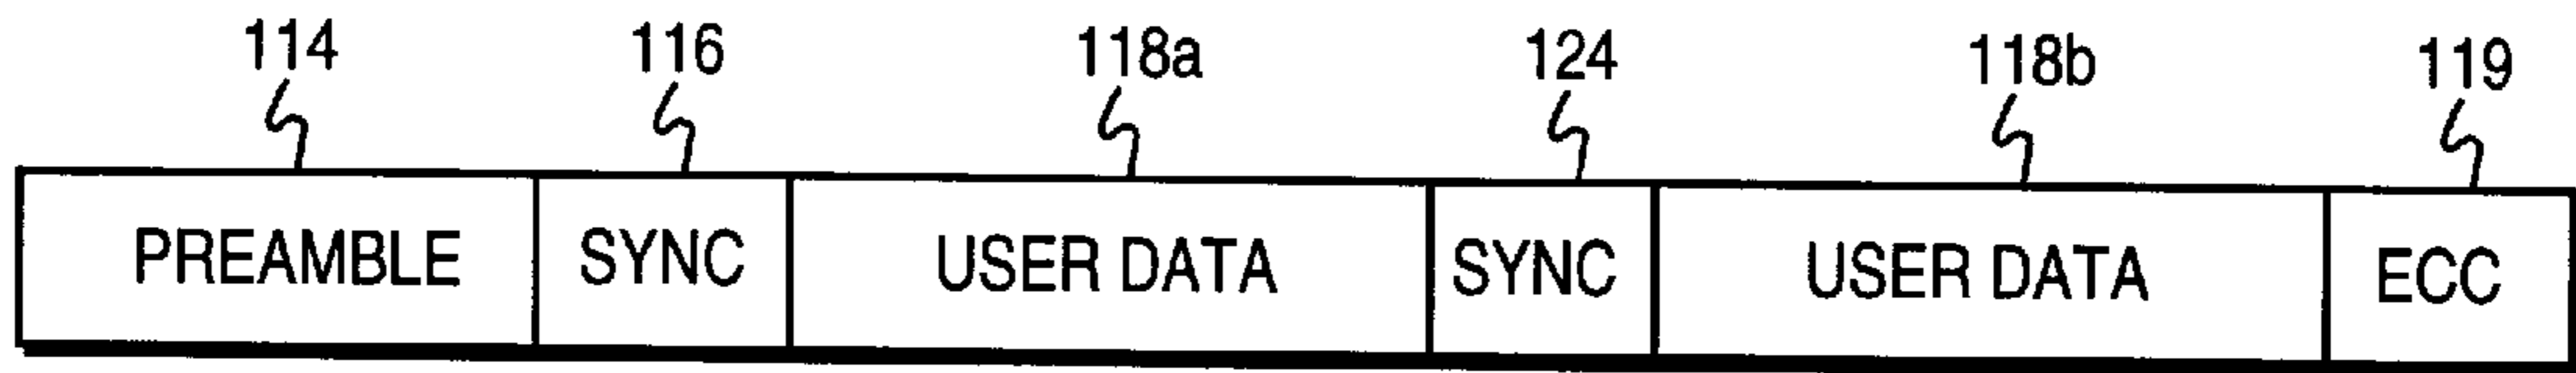 114 116 118a 124 118b 119
PREAMBLE SYNC USER DATA SYNC USER DATA ECC